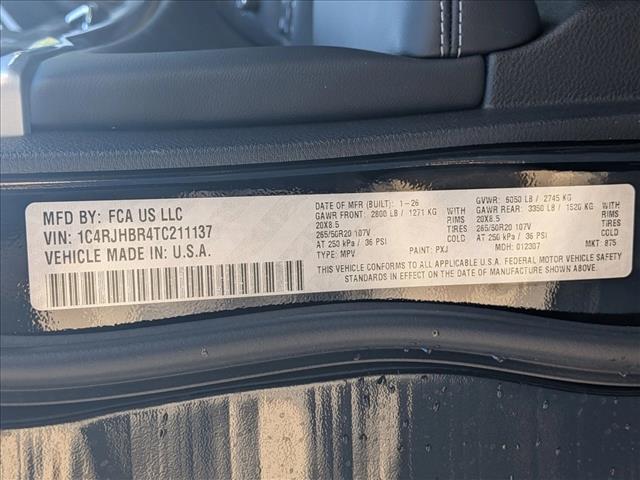 MFD BY: FCA US LLC
VIN: 1C4RJHBR4TC211137
VEHICLE MADE IN: U.S.A.
DATE OF MFR (BUILT): 1-26
GAWR FRONT: 2800 LB / 1271 KG WITH
20X8.5 RIMS
265/50R20 107V TIRES
AT 250 kPa / 36 PSI COLD
TYPE: MPV PAINT: PXJ
GVWR: 6050 LB / 2745 KG
GAWR REAR: 3350 LB / 1520 KG WITH
20X8.5 RIMS
265/50R20 107V TIRES
AT 250 kPa / 36 PSI COLD
MDH: 012307 MKT: 875
THIS VEHICLE CONFORMS TO ALL APPLICABLE U.S.A. FEDERAL MOTOR VEHICLE SAFETY
STANDARDS IN EFFECT ON THE DATE OF MANUFACTURE SHOWN ABOVE.